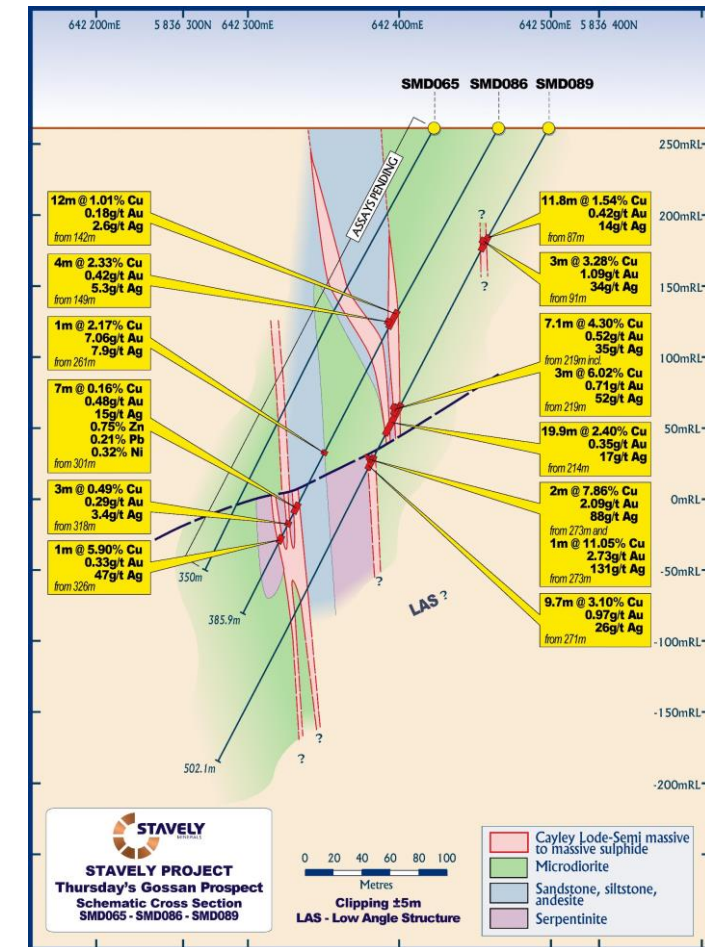 642 200mE
5 836 300N
642 300mE
642 400mE
642 500mE
5 836 400N
SMD065
SMD086
SMD089
250mRL
200mRL
150mRL
100mRL
50mRL
0mRL
-50mRL
-100mRL
-150mRL
-200mRL
ASSAYS PENDING
12m @ 1.01% Cu
0.18g/t Au
2.6g/t Ag
from 142m
4m @ 2.33% Cu
0.42g/t Au
5.3g/t Ag
from 149m
1m @ 2.17% Cu
7.06g/t Au
7.9g/t Ag
from 261m
7m @ 0.16% Cu
0.48g/t Au
15g/t Ag
0.75% Zn
0.21% Pb
0.32% Ni
from 301m
3m @ 0.49% Cu
0.29g/t Au
3.4g/t Ag
from 318m
1m @ 5.90% Cu
0.33g/t Au
47g/t Ag
from 326m
11.8m @ 1.54% Cu
0.42g/t Au
14g/t Ag
from 87m
3m @ 3.28% Cu
1.09g/t Au
34g/t Ag
from 91m
7.1m @ 4.30% Cu
0.52g/t Au
35g/t Ag
from 219m incl.
3m @ 6.02% Cu
0.71g/t Au
52g/t Ag
from 219m
19.9m @ 2.40% Cu
0.35g/t Au
17g/t Ag
from 214m
2m @ 7.86% Cu
2.09g/t Au
88g/t Ag
from 273m and
1m @ 11.05% Cu
2.73g/t Au
131g/t Ag
from 273m
9.7m @ 3.10% Cu
0.97g/t Au
26g/t Ag
from 271m
?
?
350m
385.9m
502.1m
?
LAS ?
?
?
STAVELY
MINERALS
STAVELY PROJECT
Thursday's Gossan Prospect
Schematic Cross Section
SMD065 - SMD086 - SMD089
0 20 40 60 80 100
Metres
Clipping ±5m
LAS - Low Angle Structure
Cayley Lode-Semi massive
to massive sulphide
Microdiorite
Sandstone, siltstone,
andesite
Serpentinite